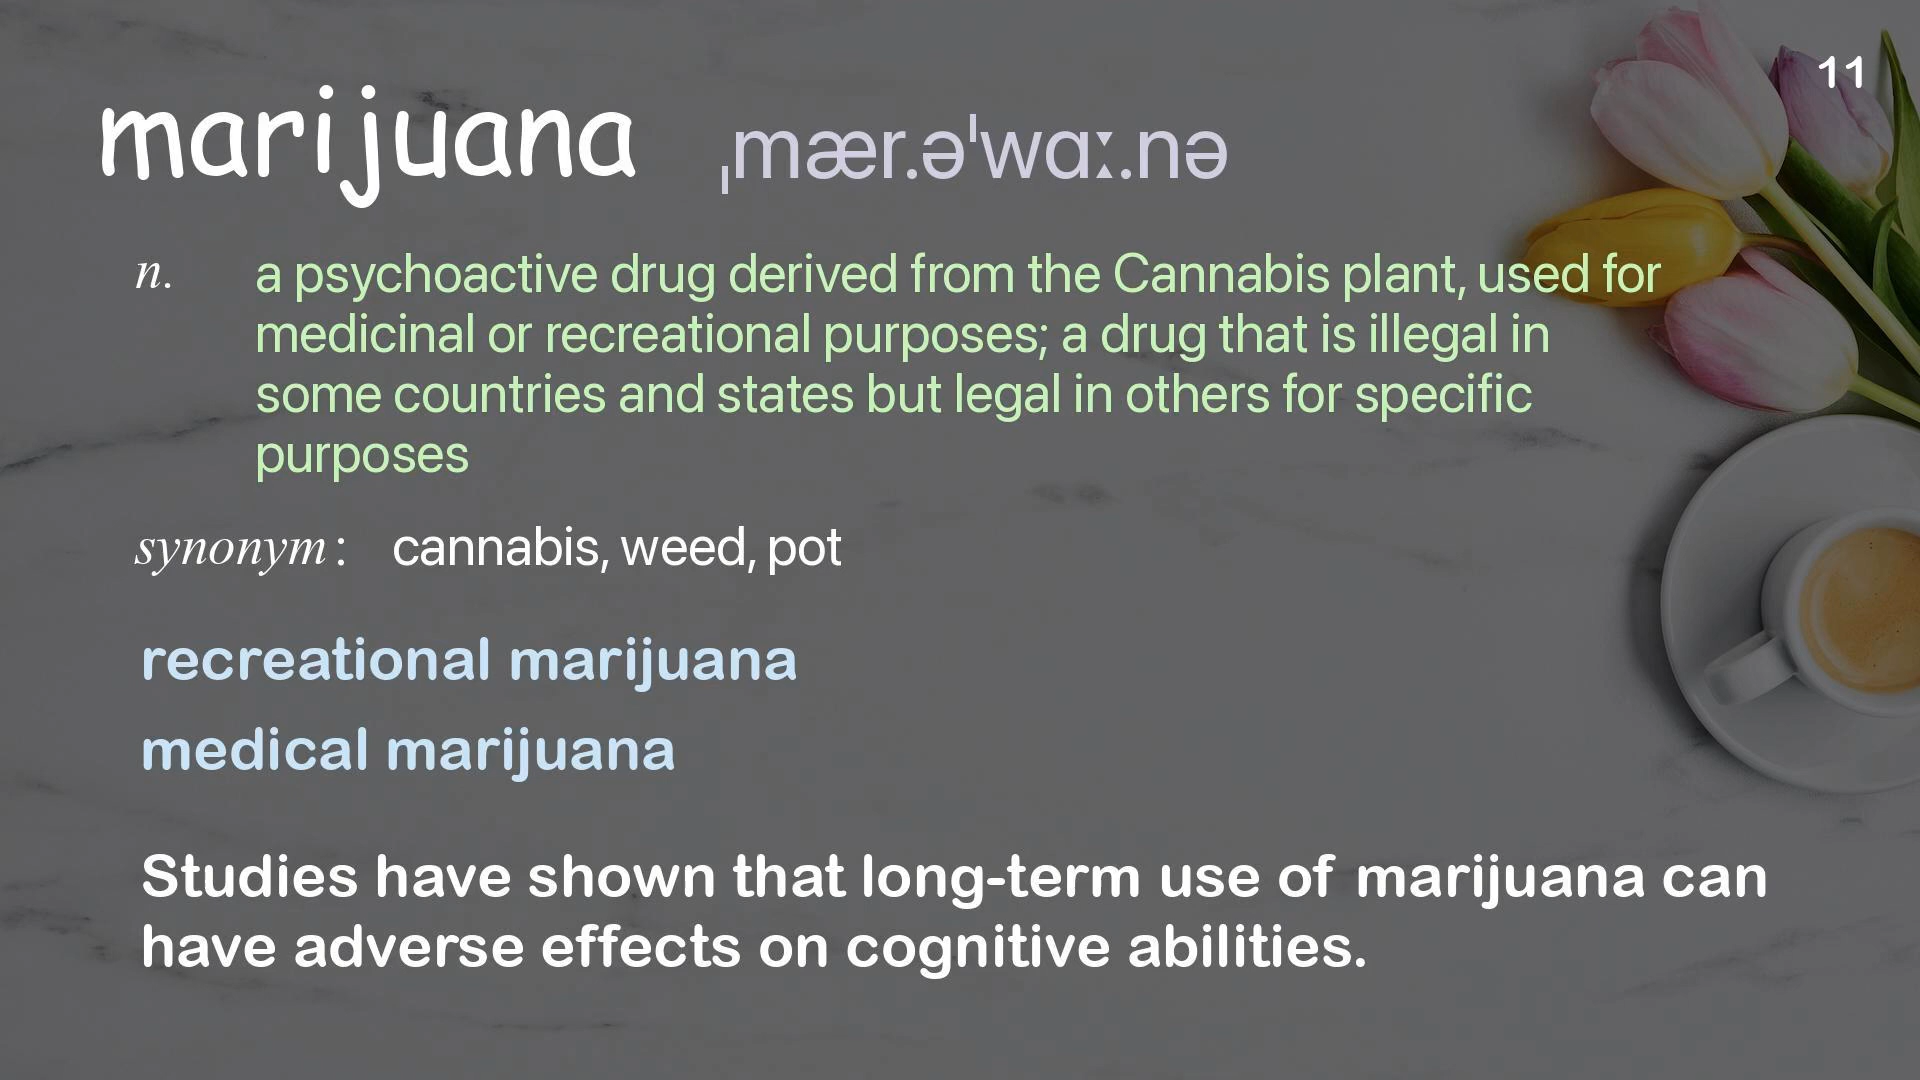 11
marijuana ˌmær.əˈwɑː.nə
n. a psychoactive drug derived from the Cannabis plant, used for
medicinal or recreational purposes; a drug that is illegal in
some countries and states but legal in others for specific
purposes
synonym : cannabis, weed, pot
recreational marijuana
medical marijuana
Studies have shown that long-term use of marijuana can
have adverse effects on cognitive abilities.